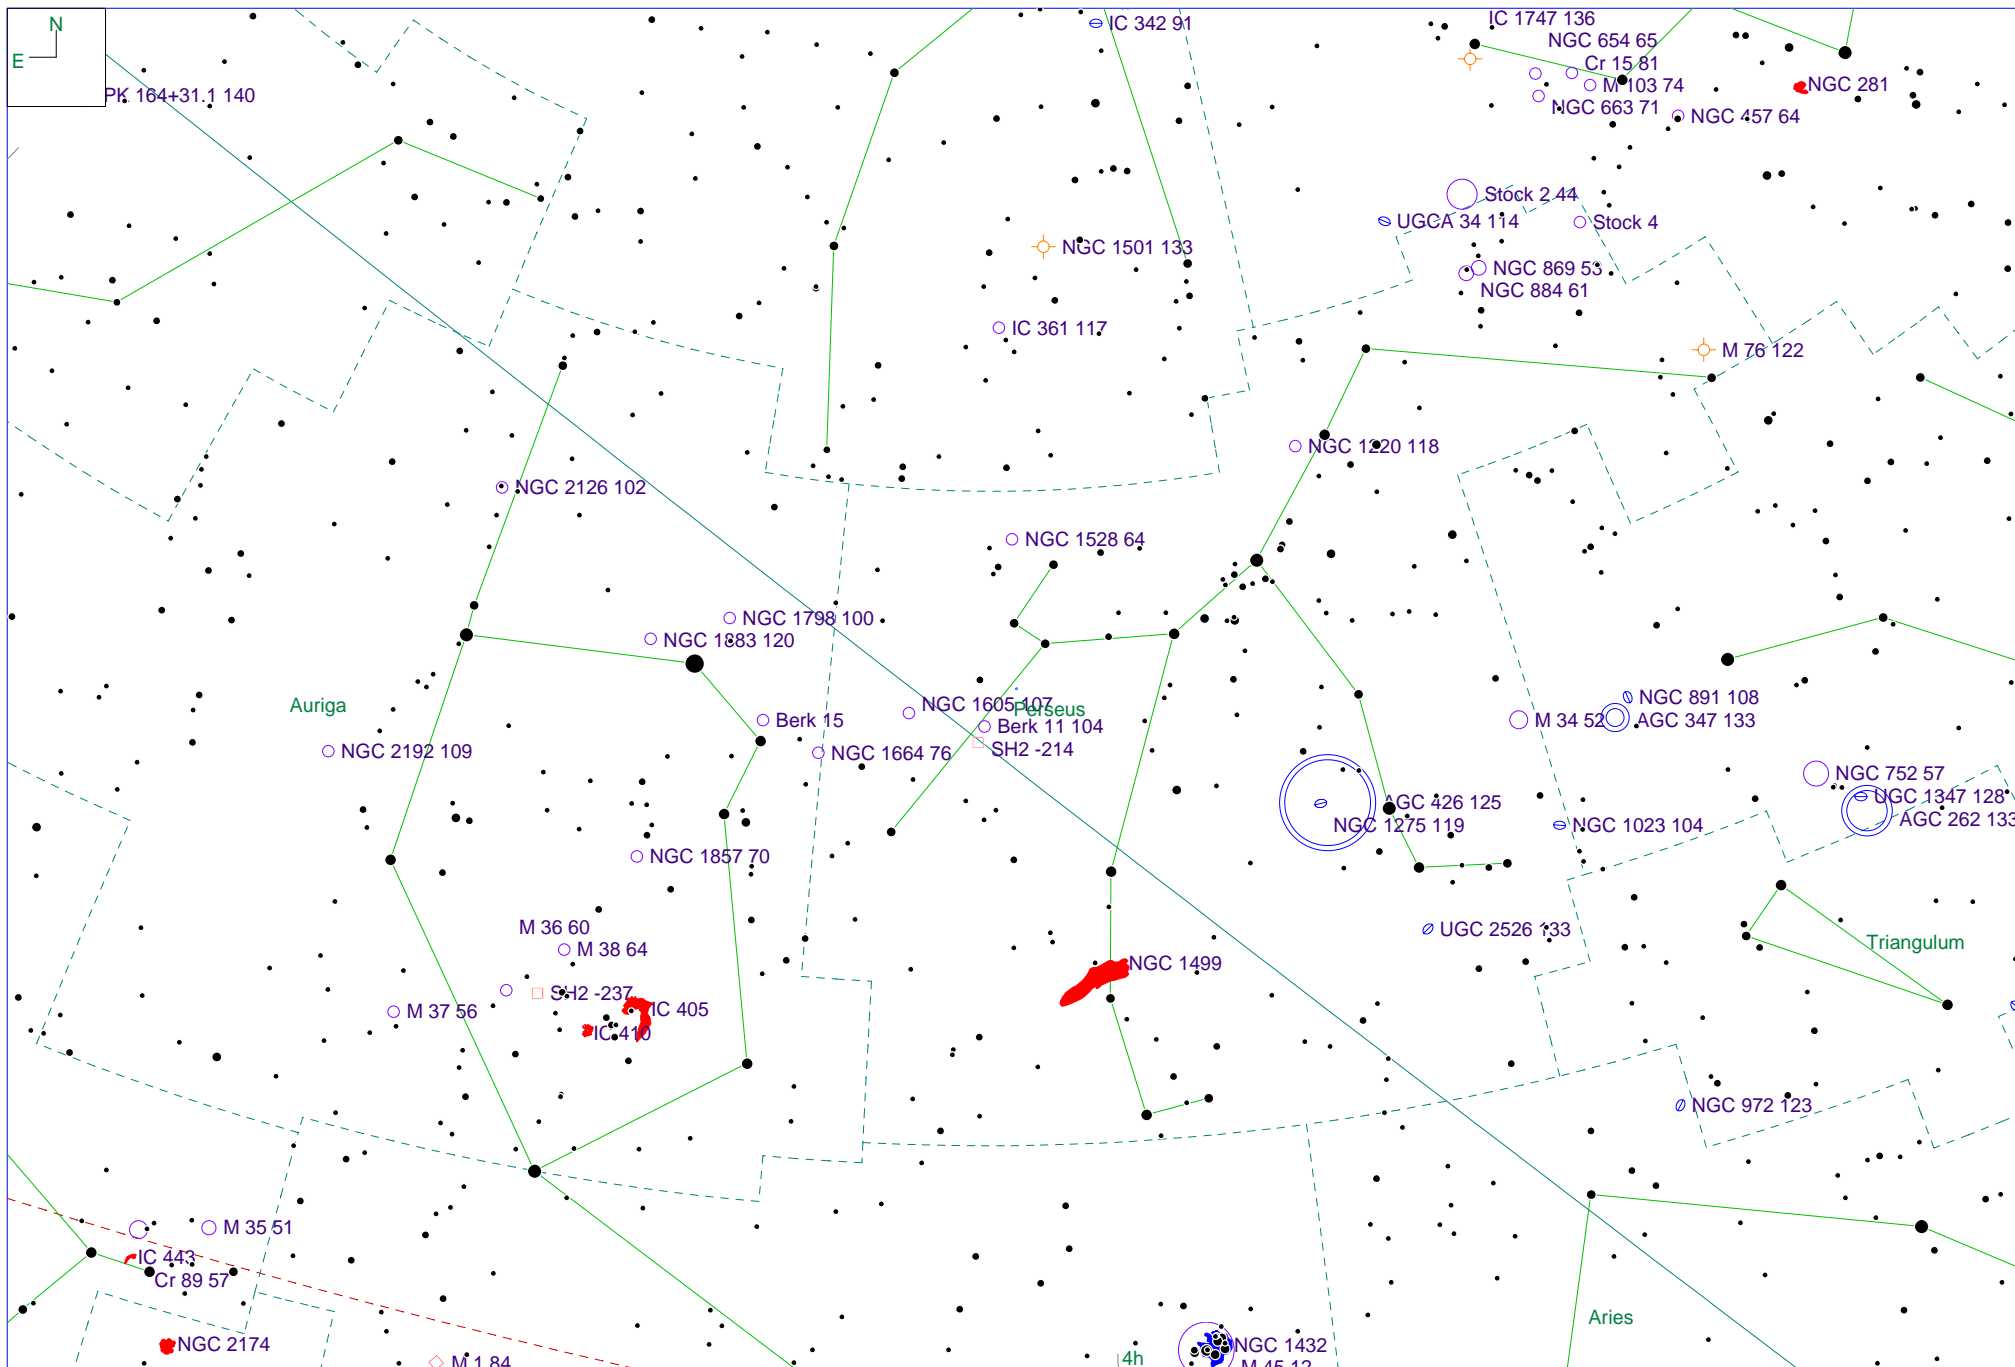 N
E
PK 164+31.1 140
IC 342 91
IC 1747 136
NGC 654 65
Cr 15 81
M 103 74
NGC 663 71
NGC 281
NGC 457 64
Stock 2 44
UGCA 34 114
Stock 4
NGC 1501 133
NGC 869 53
NGC 884 61
IC 361 117
M 76 122
NGC 1220 118
NGC 2126 102
NGC 1528 64
NGC 1798 100
NGC 1883 120
Auriga
NGC 1605 107
Perseus
Berk 15
Berk 11 104
NGC 2192 109
NGC 1664 76
SH2 -214
NGC 891 108
M 34 52
AGC 347 133
NGC 752 57
UGC 1347 128
AGC 262 133
AGC 426 125
NGC 1275 119
NGC 1023 104
NGC 1857 70
M 36 60
M 38 64
UGC 2526 133
Triangulum
NGC 1499
SH2 -237
IC 405
M 37 56
IC 410
NGC 972 123
M 35 51
IC 443
Cr 89 57
Aries
NGC 2174
NGC 1432
M 45 12
M 1 84
4h